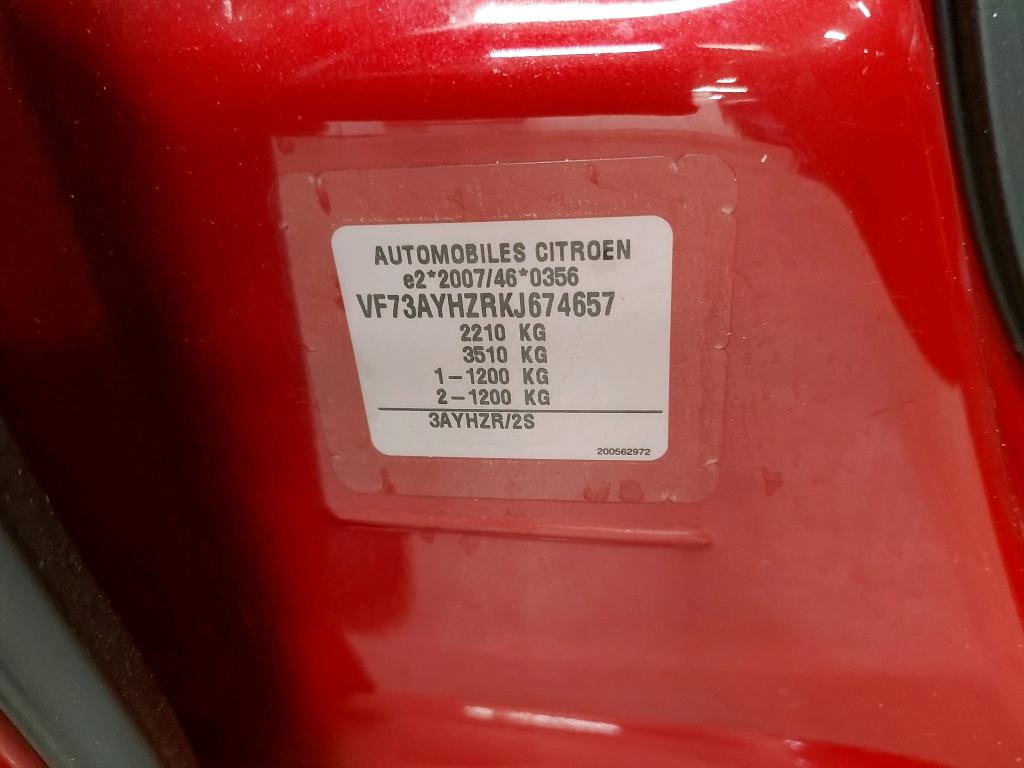 AUTOMOBILES CITROEN
e2*2007/46*0356
VF73AYHZRKJ674657
2210 KG
3510 KG
1-1200 KG
2-1200 KG
3AYHZR/2S
200562972